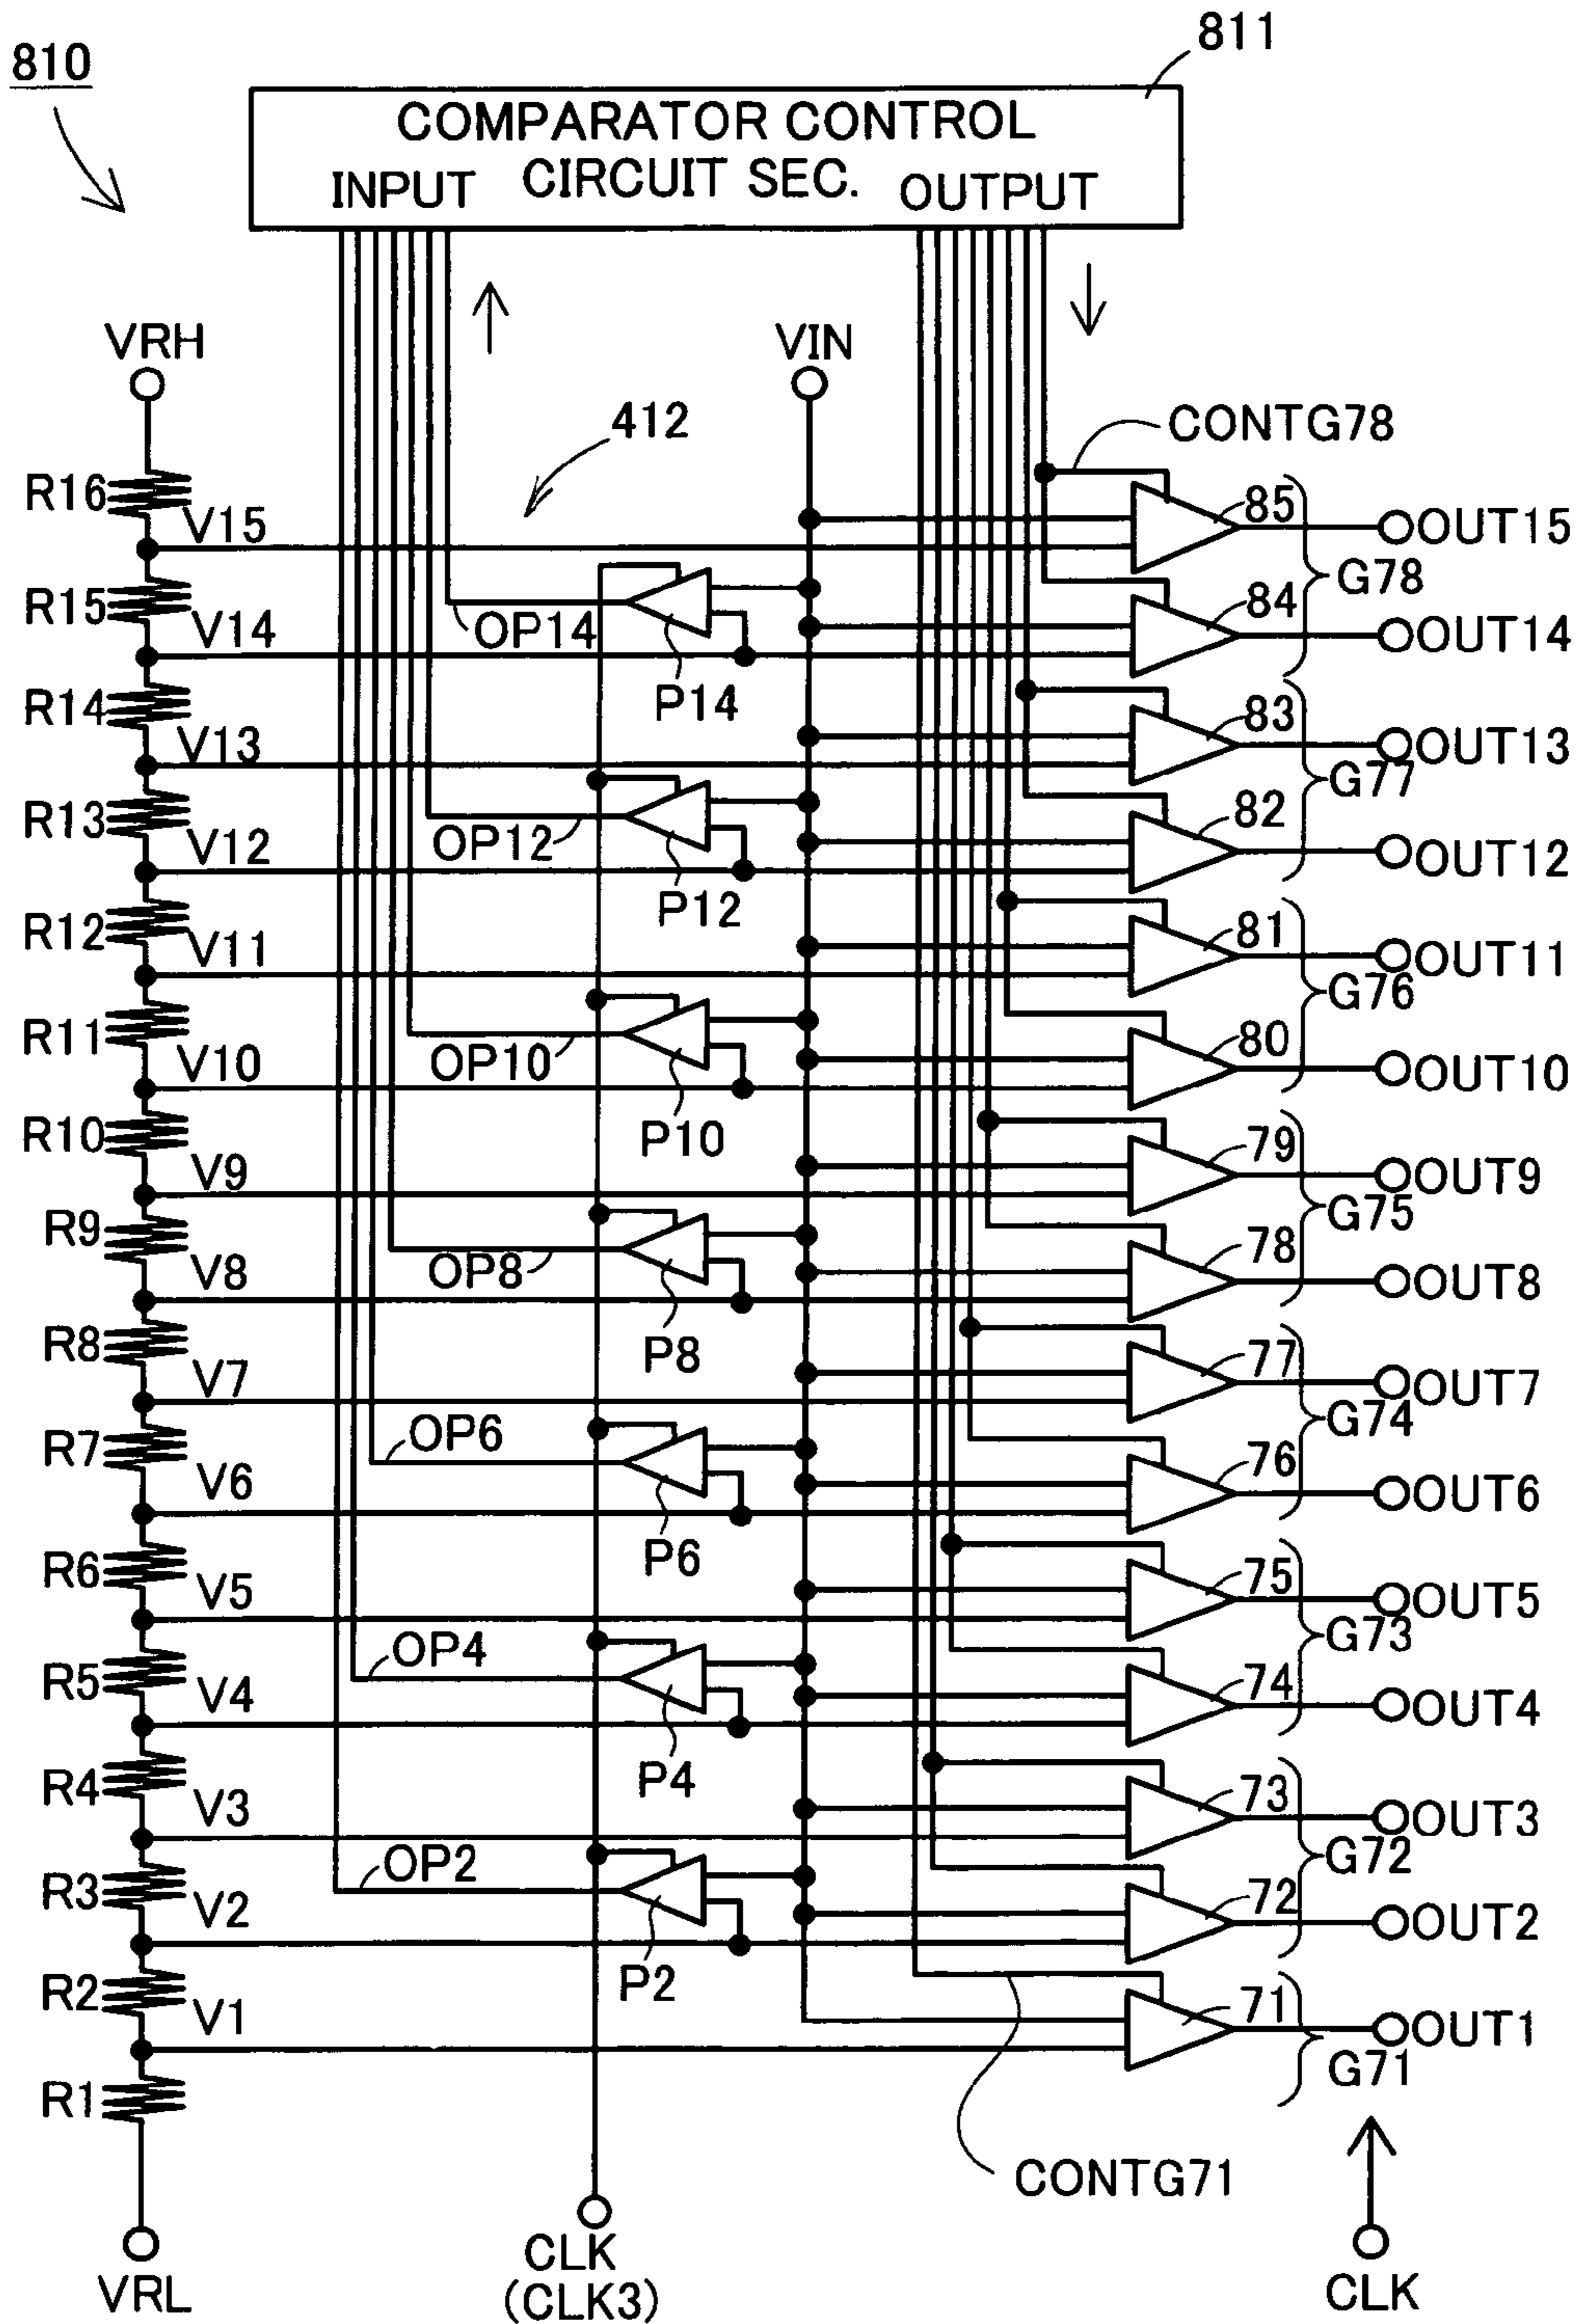 810
811
COMPARATOR CONTROL
CIRCUIT SEC.
INPUT
OUTPUT
VRH
VIN
412
CONTG78
R16
V15
85
OUT15
G78
R15
V14
OP14
84
OUT14
P14
R14
V13
83
OUT13
G77
R13
V12
OP12
82
OUT12
P12
R12
V11
81
OUT11
G76
R11
V10
OP10
80
OUT10
P10
R10
V9
79
OUT9
G75
R9
V8
OP8
78
OUT8
P8
R8
V7
77
OUT7
G74
R7
V6
OP6
76
OUT6
P6
R6
V5
75
OUT5
G73
R5
V4
OP4
74
OUT4
P4
R4
V3
73
OUT3
G72
R3
V2
OP2
72
OUT2
P2
R2
V1
71
OUT1
G71
R1
CONTG71
VRL
CLK
(CLK3)
CLK